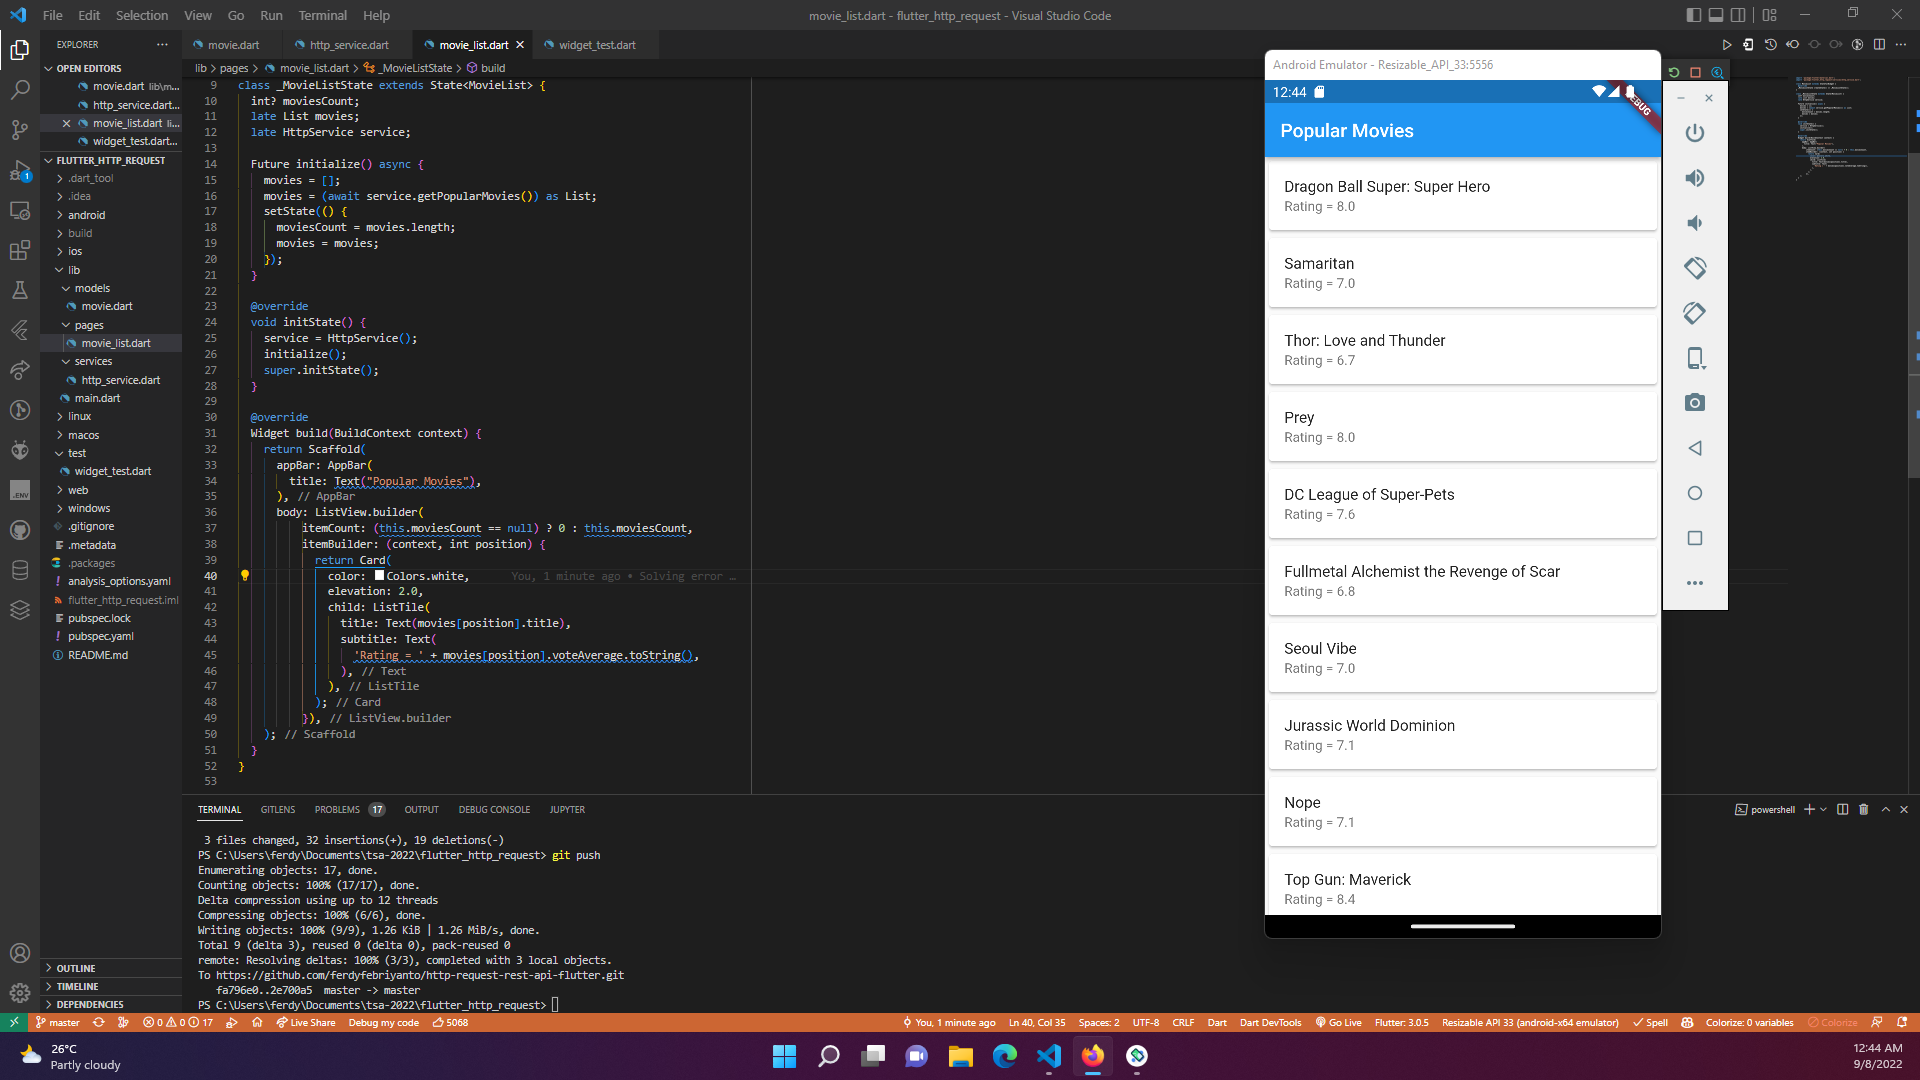 File Edit Selection View Go Run Terminal Help
movie_list.dart - flutter_http_request - Visual Studio Code
EXPLORER
OPEN EDITORS
movie.dart lib\m...
http_service.dart...
movie_list.dart li...
widget_test.dart...
FLUTTER_HTTP_REQUEST
.dart_tool
.idea
android
build
ios
lib
models
movie.dart
pages
movie_list.dart
services
http_service.dart
main.dart
linux
macos
test
widget_test.dart
web
windows
.gitignore
.metadata
.packages
analysis_options.yaml
flutter_http_request.iml
pubspec.lock
pubspec.yaml
README.md
OUTLINE
TIMELINE
DEPENDENCIES
movie.dart http_service.dart movie_list.dart widget_test.dart
lib > pages > movie_list.dart > _MovieListState > build
9 class _MovieListState extends State<MovieList> {
10 int? moviesCount;
11 late List movies;
12 late HttpService service;
13
14 Future initialize() async {
15 movies = [];
16 movies = (await service.getPopularMovies()) as List;
17 setState(() {
18 moviesCount = movies.length;
19 movies = movies;
20 });
21 }
22
23 @override
24 void initState() {
25 service = HttpService();
26 initialize();
27 super.initState();
28 }
29
30 @override
31 Widget build(BuildContext context) {
32 return Scaffold(
33 appBar: AppBar(
34 title: Text("Popular Movies"),
35 ), // AppBar
36 body: ListView.builder(
37 itemCount: (this.moviesCount == null) ? 0 : this.moviesCount,
38 itemBuilder: (context, int position) {
39 return Card(
40 color: Colors.white, You, 1 minute ago • Solving error …
41 elevation: 2.0,
42 child: ListTile(
43 title: Text(movies[position].title),
44 subtitle: Text(
45 'Rating = ' + movies[position].voteAverage.toString(),
46 ), // Text
47 ), // ListTile
48 ); // Card
49 }), // ListView.builder
50 ); // Scaffold
51 }
52 }
53
TERMINAL GITLENS PROBLEMS 17 OUTPUT DEBUG CONSOLE JUPYTER
powershell
3 files changed, 32 insertions(+), 19 deletions(-)
PS C:\Users\ferdy\Documents\tsa-2022\flutter_http_request> git push
Enumerating objects: 17, done.
Counting objects: 100% (17/17), done.
Delta compression using up to 12 threads
Compressing objects: 100% (6/6), done.
Writing objects: 100% (9/9), 1.26 KiB | 1.26 MiB/s, done.
Total 9 (delta 3), reused 0 (delta 0), pack-reused 0
remote: Resolving deltas: 100% (3/3), completed with 3 local objects.
To https://github.com/ferdyfebriyanto/http-request-rest-api-flutter.git
fa796e0..2e700a5 master -> master
PS C:\Users\ferdy\Documents\tsa-2022\flutter_http_request>
Android Emulator - Resizable_API_33:5556
12:44
DEBUG
Popular Movies
Dragon Ball Super: Super Hero
Rating = 8.0
Samaritan
Rating = 7.0
Thor: Love and Thunder
Rating = 6.7
Prey
Rating = 8.0
DC League of Super-Pets
Rating = 7.6
Fullmetal Alchemist the Revenge of Scar
Rating = 6.8
Seoul Vibe
Rating = 7.0
Jurassic World Dominion
Rating = 7.1
Nope
Rating = 7.1
Top Gun: Maverick
Rating = 8.4
1
.ENV
master 0 0 17 Live Share Debug my code 5068
You, 1 minute ago Ln 40, Col 35 Spaces: 2 UTF-8 CRLF Dart Dart DevTools Go Live Flutter: 3.0.5 Resizable API 33 (android-x64 emulator) Spell Colorize: 0 variables Colorize
26°C
Partly cloudy
12:44 AM
9/8/2022